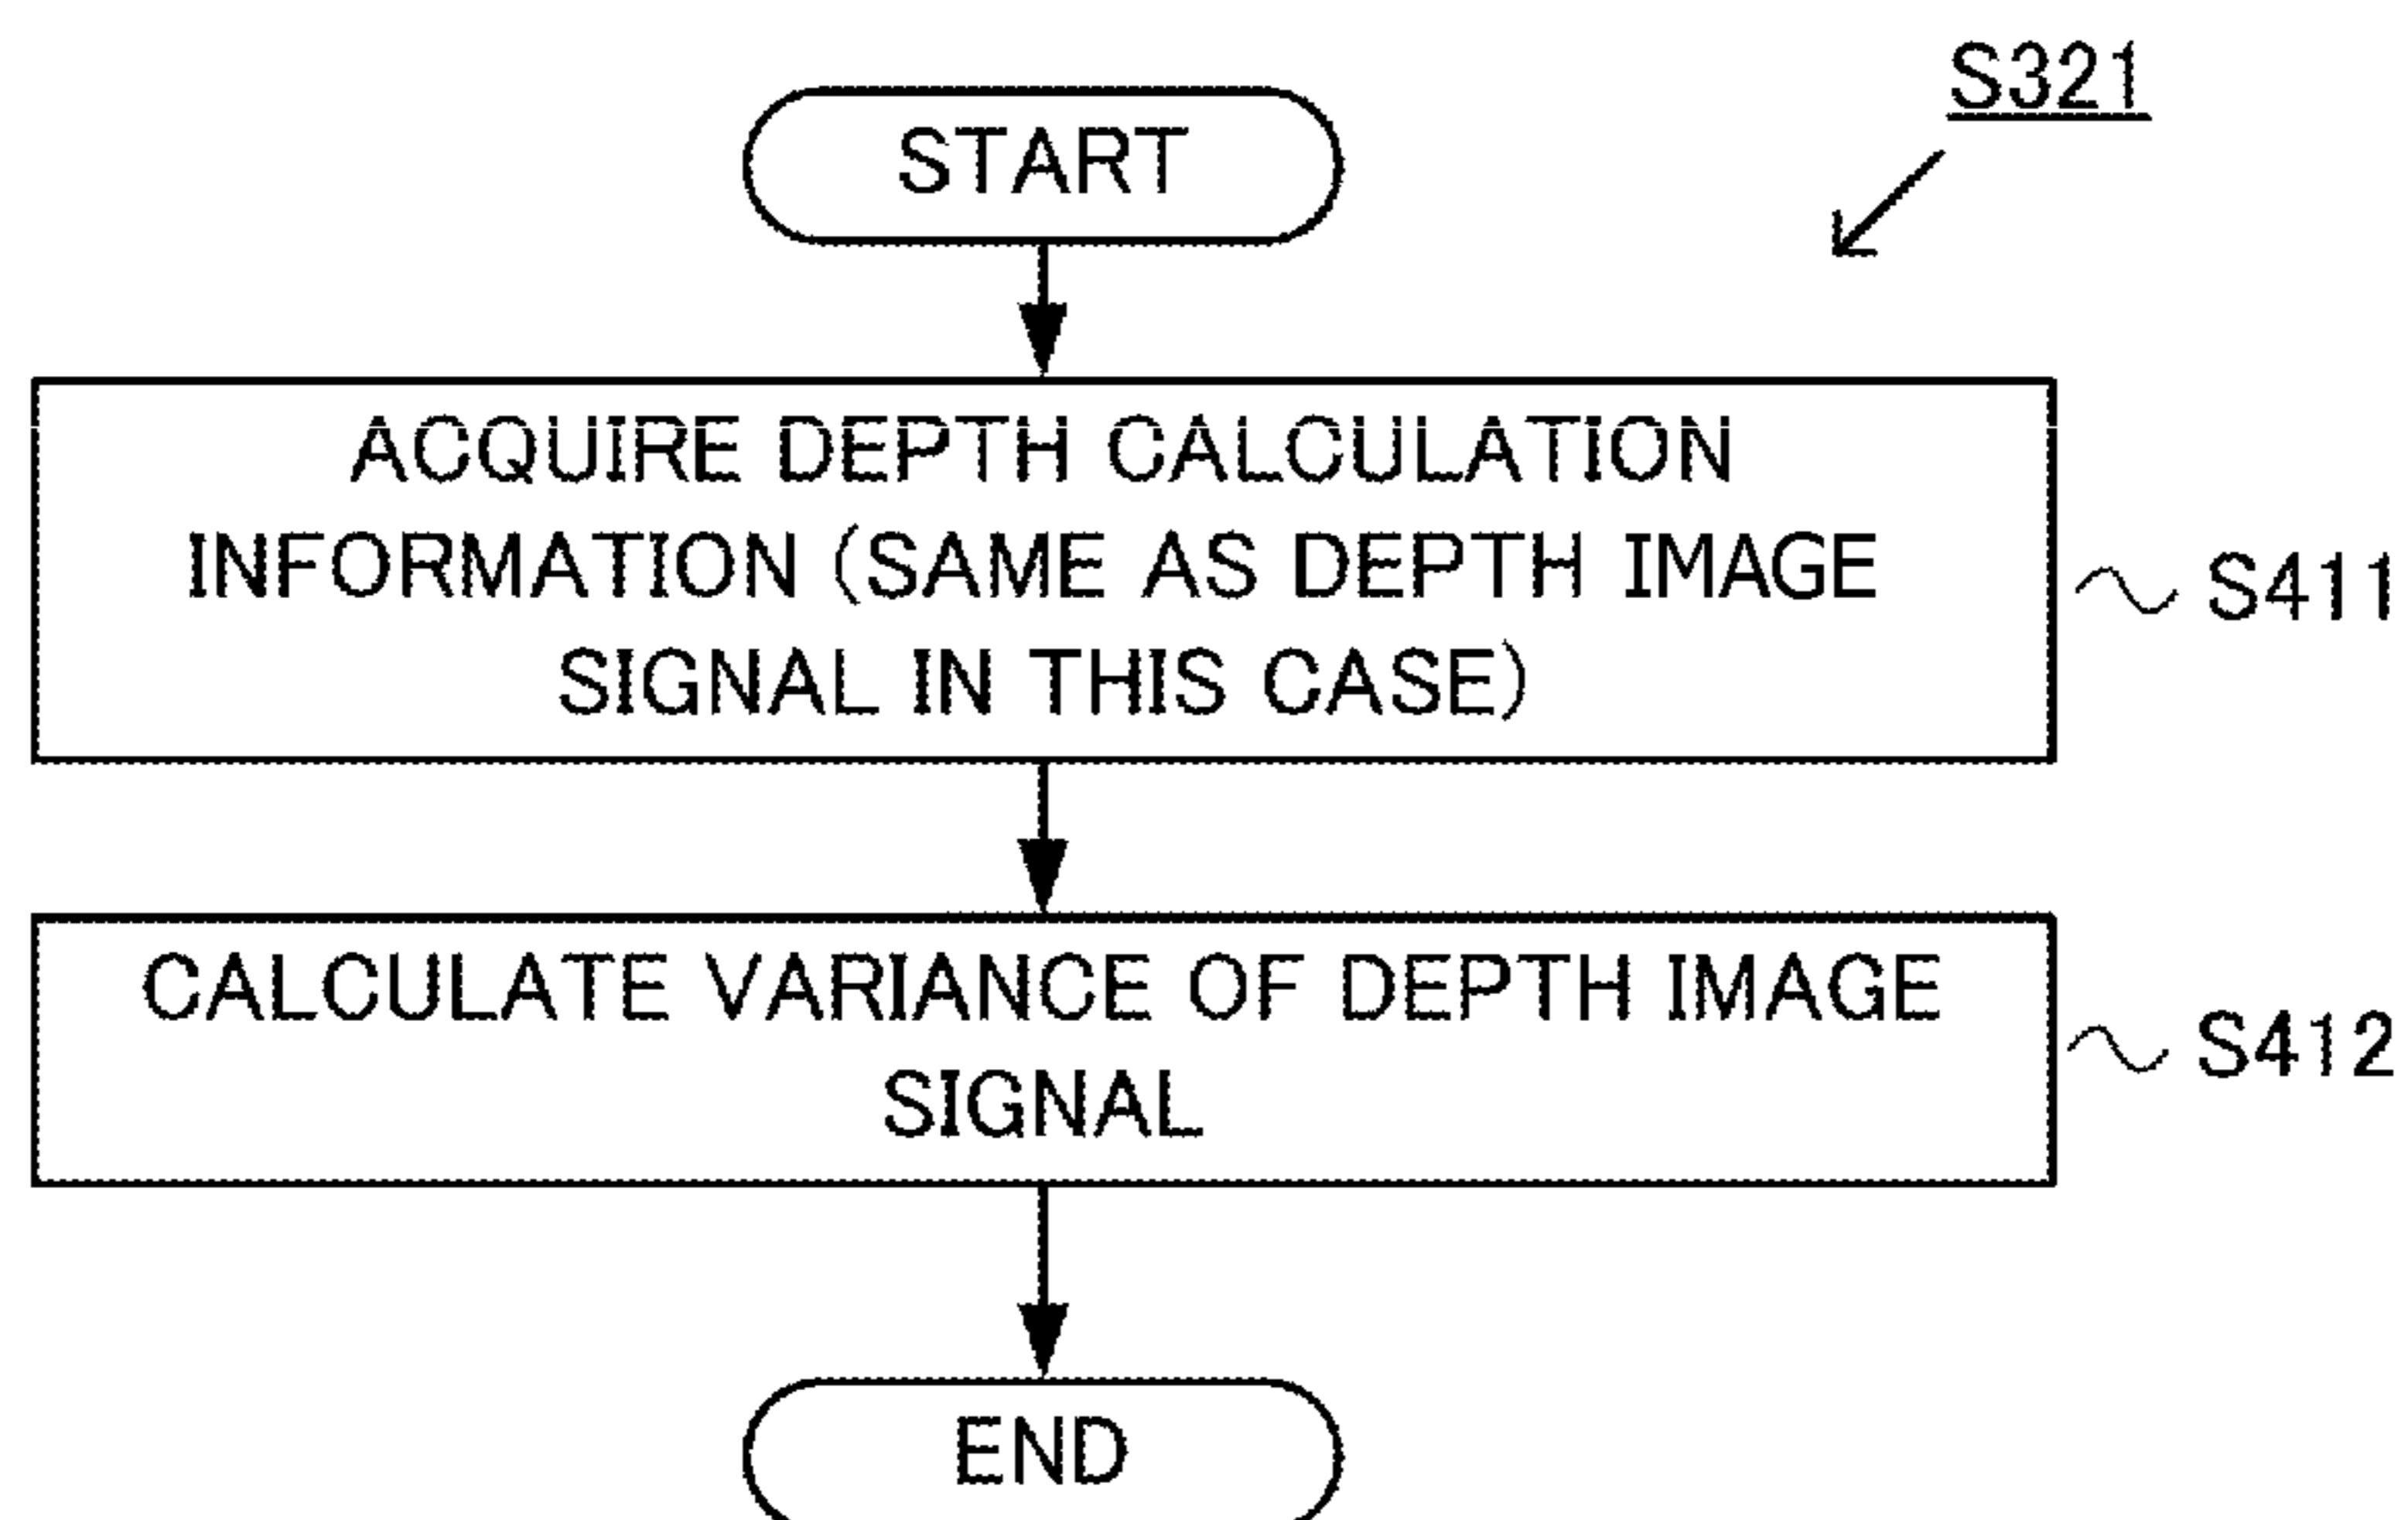 S321
START
ACQUIRE DEPTH CALCULATION
INFORMATION (SAME AS DEPTH IMAGE
SIGNAL IN THIS CASE)
S411
CALCULATE VARIANCE OF DEPTH IMAGE
SIGNAL
S412
END